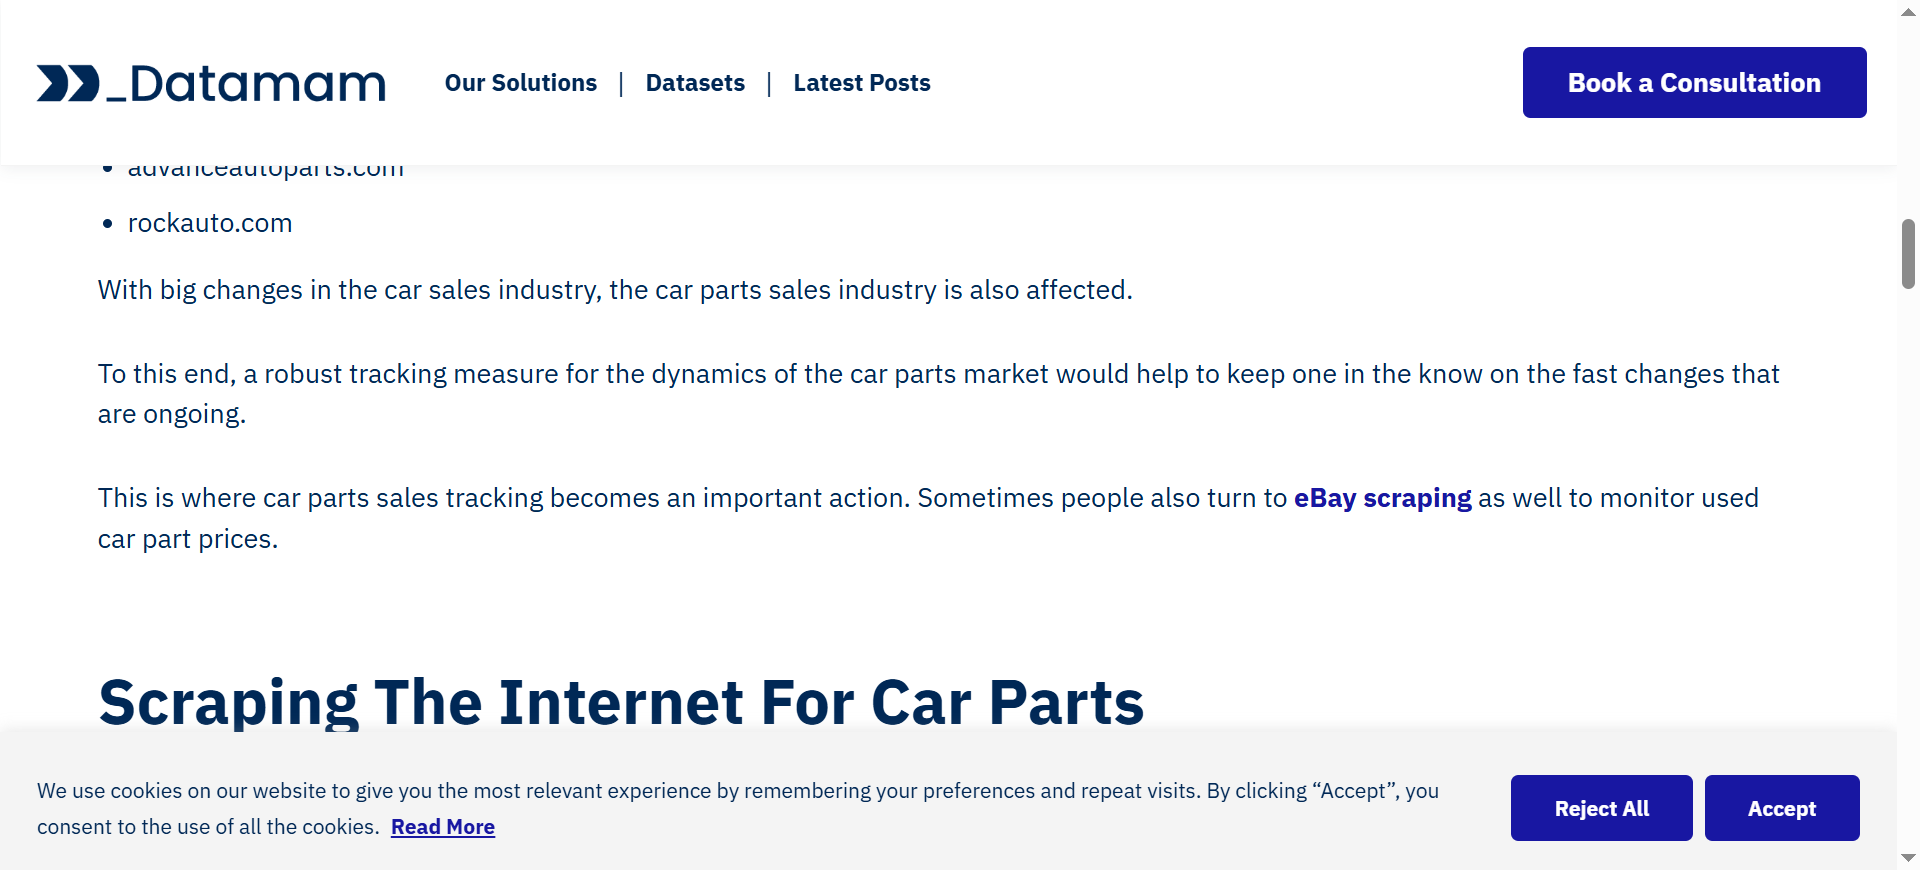 _Datamam
Our Solutions | Datasets | Latest Posts
Book a Consultation
• advanceautoparts.com
• rockauto.com
With big changes in the car sales industry, the car parts sales industry is also affected.
To this end, a robust tracking measure for the dynamics of the car parts market would help to keep one in the know on the fast changes that
are ongoing.
This is where car parts sales tracking becomes an important action. Sometimes people also turn to eBay scraping as well to monitor used
car part prices.
Scraping The Internet For Car Parts
We use cookies on our website to give you the most relevant experience by remembering your preferences and repeat visits. By clicking “Accept”, you
consent to the use of all the cookies. Read More
Reject All
Accept